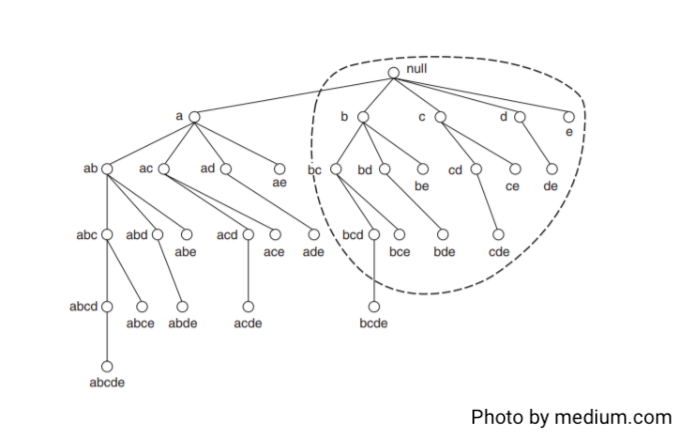 null
a
b
c
d
e
ab
ac
ad
ae
bc
bd
be
cd
ce
de
abc
abd
abe
acd
ace
ade
bcd
bce
bde
cde
abcd
abce
abde
acde
bcde
abcde
Photo by medium.com